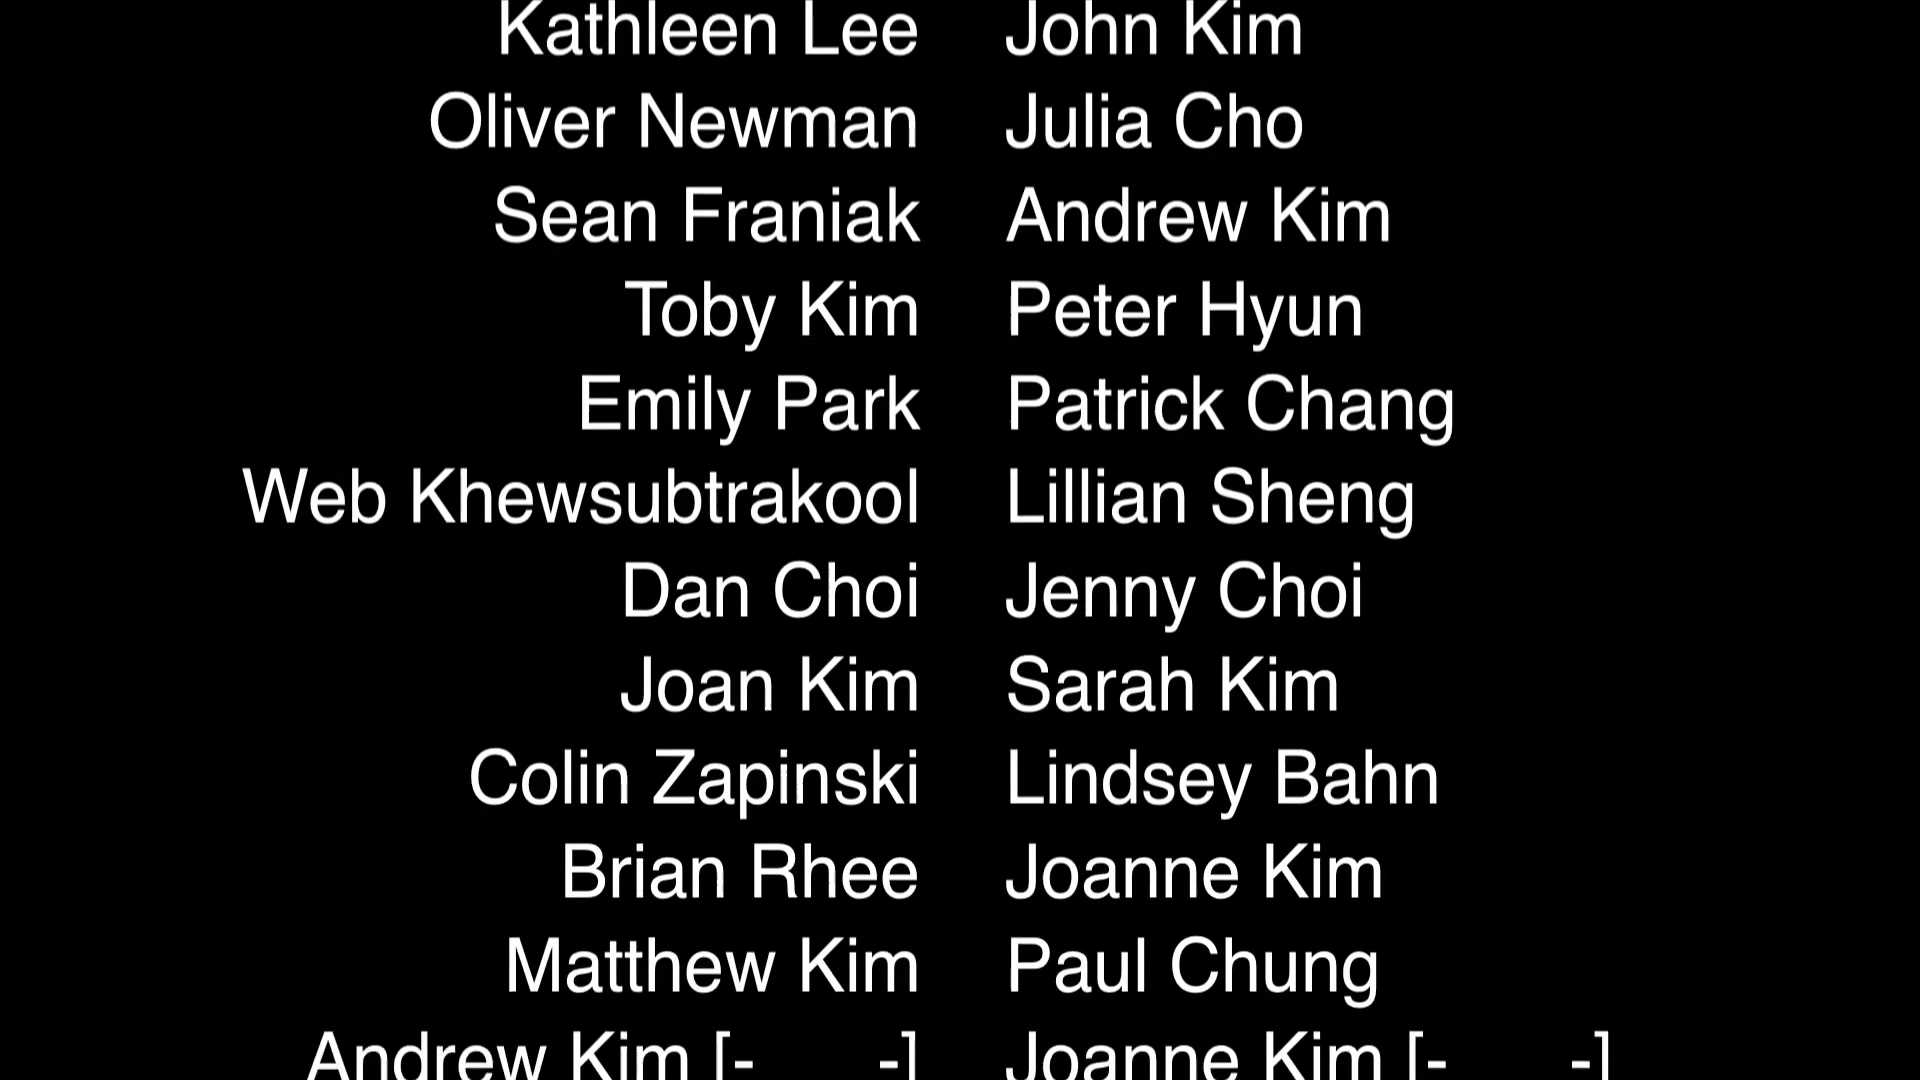 Kathleen Lee John Kim
Oliver Newman Julia Cho
Sean Franiak Andrew Kim
Toby Kim Peter Hyun
Emily Park Patrick Chang
Web Khewsubtrakool Lillian Sheng
Dan Choi Jenny Choi
Joan Kim Sarah Kim
Colin Zapinski Lindsey Bahn
Brian Rhee Joanne Kim
Matthew Kim Paul Chung
Andrew Kim [- -] Joanne Kim [- -]